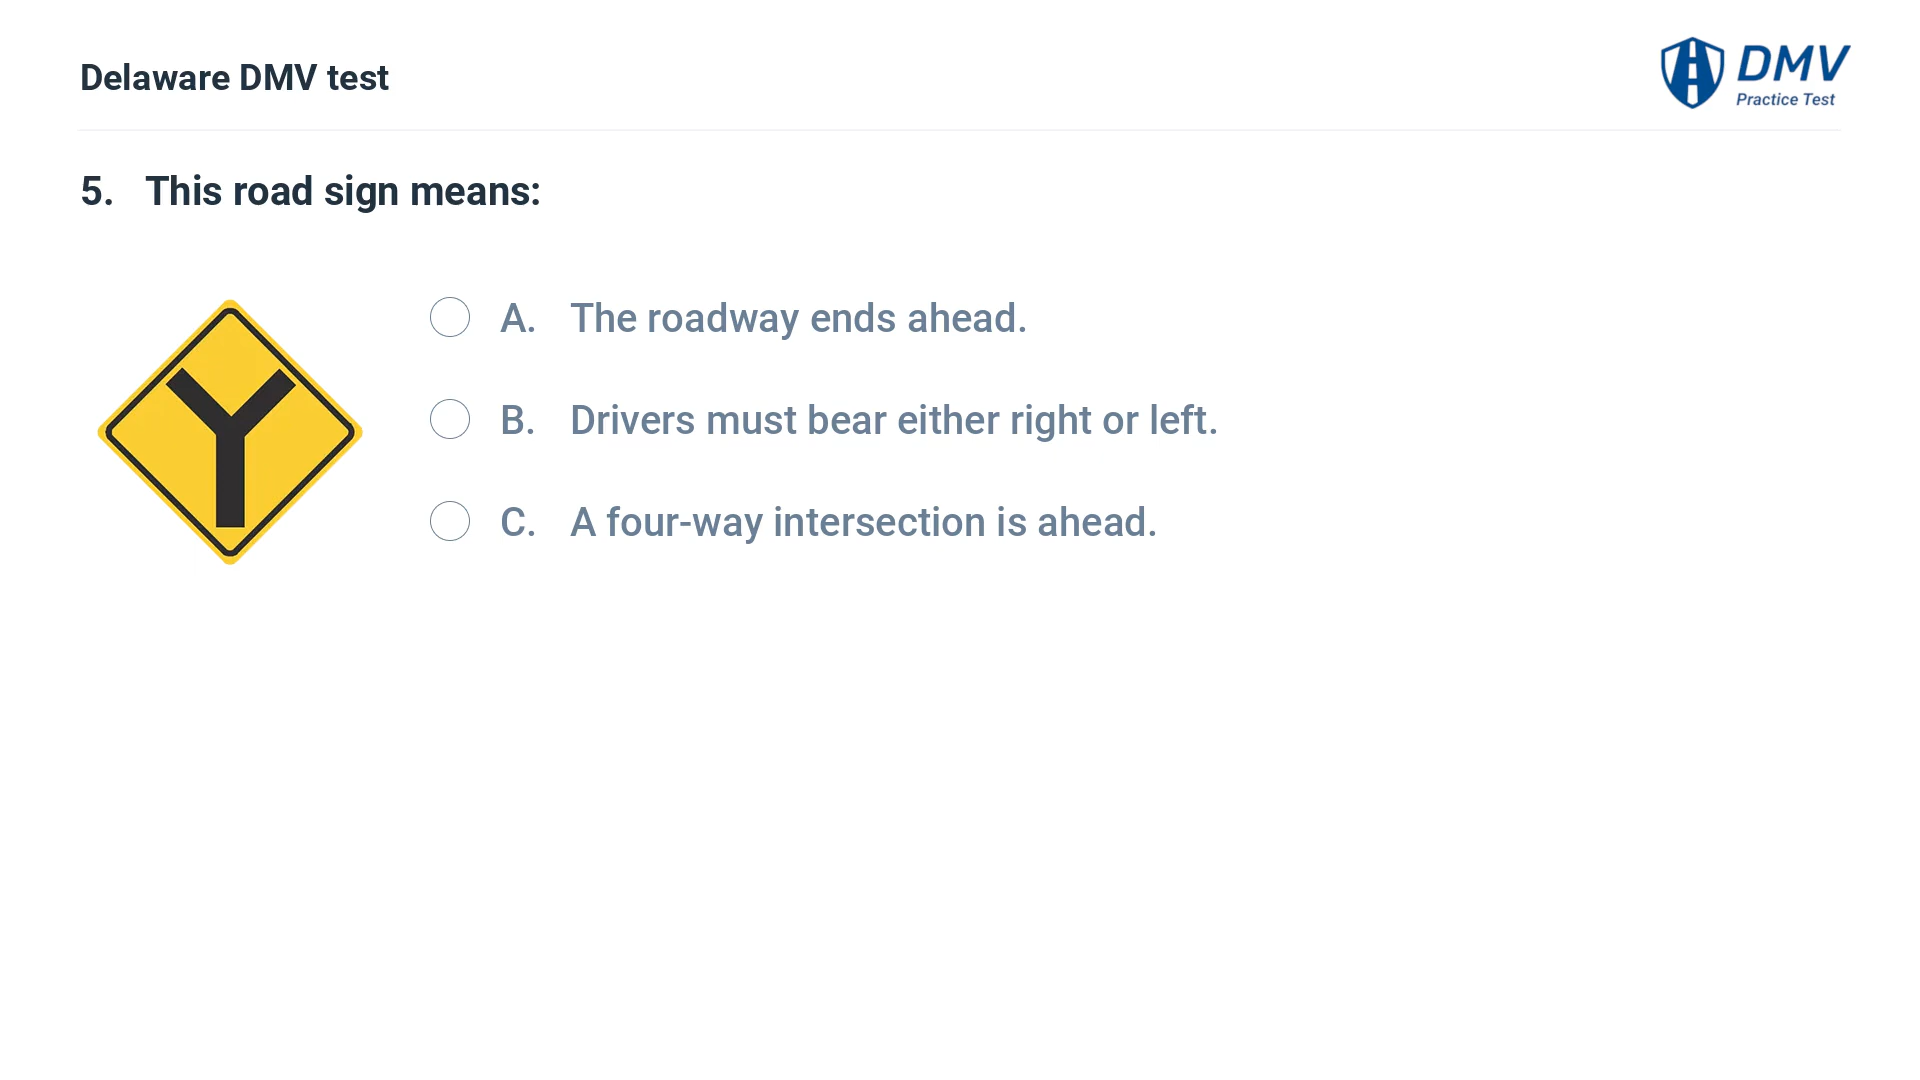 Delaware DMV test
DMV
Practice Test
5. This road sign means:
A. The roadway ends ahead.
B. Drivers must bear either right or left.
C. A four-way intersection is ahead.